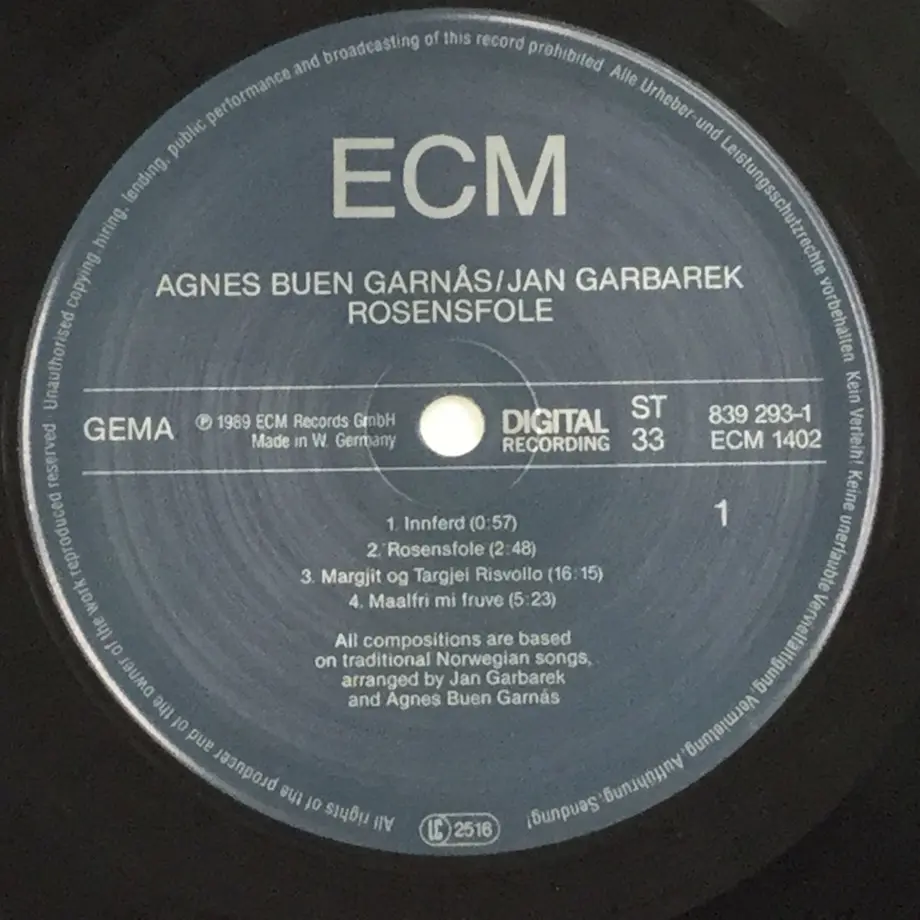 All rights of the producer and of the owner of the work reproduced reserved Unauthorised copying, hiring, lending, public performance and broadcasting of this record prohibited Alle Urheber-und Leistungsschutzrechte vorbehalten Kein Verleih! Keine unerlaubte Vervielfältigung, Vermietung, Aufführung, Sendung!
ECM
AGNES BUEN GARNÅS/JAN GARBAREK
ROSENSFOLE
GEMA
℗ 1989 ECM Records GmbH
Made in W. Germany
DIGITAL
RECORDING
ST
33
839 293-1
ECM 1402
1
1. Innferd (0:57)
2. Rosensfole (2:48)
3. Margjit og Targjei Risvollo (16:15)
4. Maalfri mi fruve (5:23)
All compositions are based
on traditional Norwegian songs,
arranged by Jan Garbarek
and Agnes Buen Garnås
LC 2516